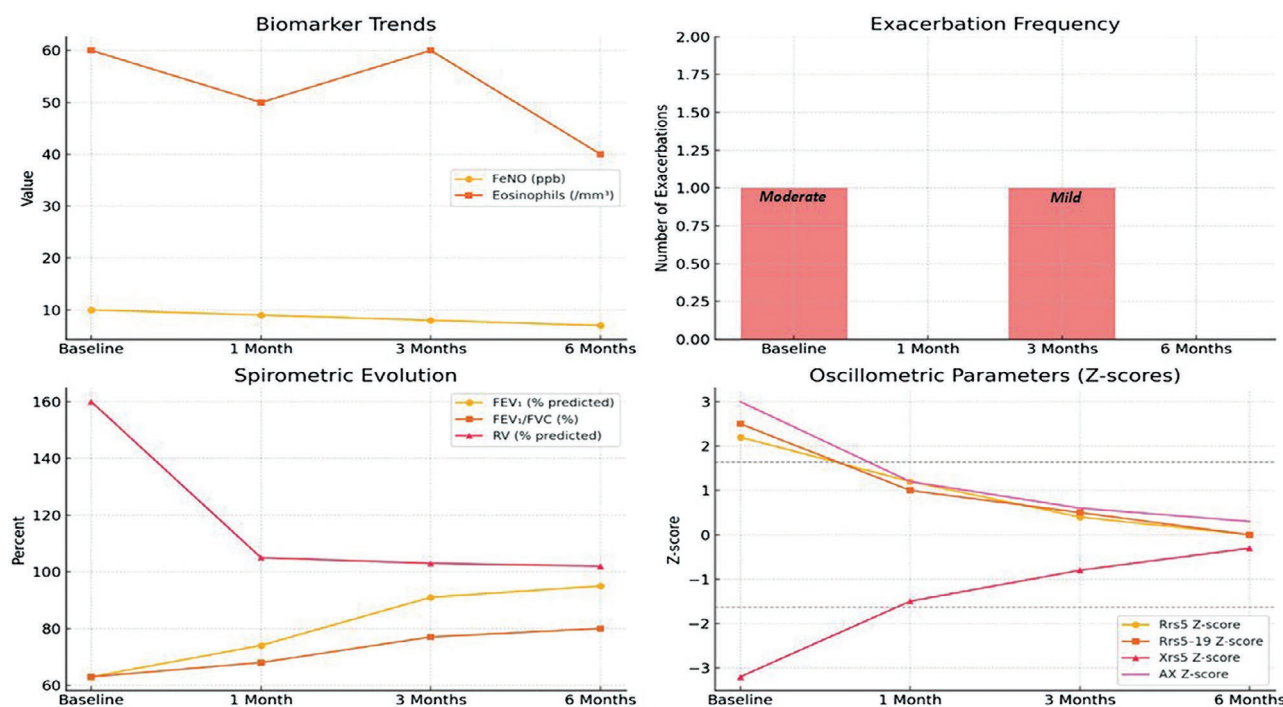 Biomarker Trends
60
50
40
30
20
10
Value
FeNO (ppb)
Eosinophils (/mm³)
Baseline
1 Month
3 Months
6 Months
Exacerbation Frequency
2.00
1.75
1.50
1.25
1.00
0.75
0.50
0.25
0.00
Number of Exacerbations
Moderate
Mild
Baseline
1 Month
3 Months
6 Months
Spirometric Evolution
160
140
120
100
80
60
Percent
FEV₁ (% predicted)
FEV₁/FVC (%)
RV (% predicted)
Baseline
1 Month
3 Months
6 Months
Oscillometric Parameters (Z-scores)
3
2
1
0
−1
−2
−3
Z-score
Rrs5 Z-score
Rrs5–19 Z-score
Xrs5 Z-score
AX Z-score
Baseline
1 Month
3 Months
6 Months